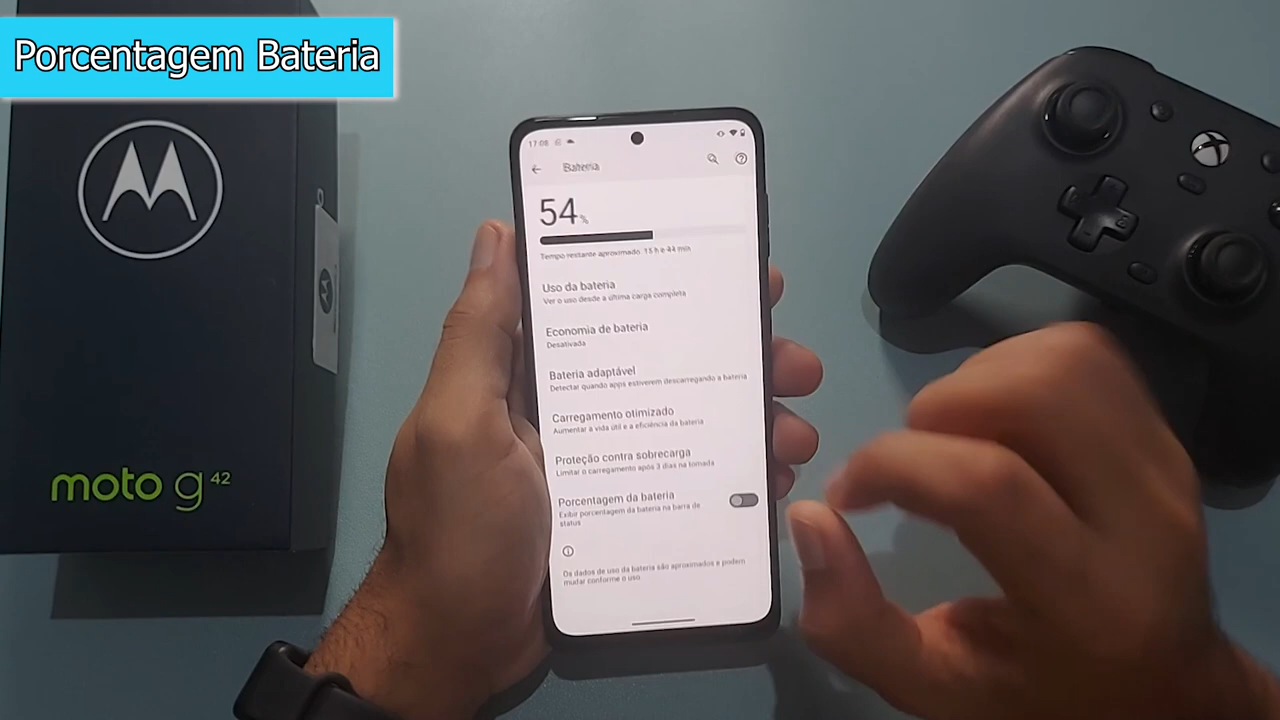 Porcentagem Bateria
moto g42
17:08
Bateria
54%
Tempo restante aproximado: 15 h e 44 min
Uso da bateria
Ver o uso desde a última carga completa
Economia de bateria
Desativada
Bateria adaptável
Detectar quando apps estiverem descarregando a bateria
Carregamento otimizado
Aumentar a vida útil e a eficiência da bateria
Proteção contra sobrecarga
Limitar o carregamento após 3 dias na tomada
Porcentagem da bateria
Exibir porcentagem da bateria na barra de
status
Os dados de uso da bateria são aproximados e podem
mudar conforme o uso